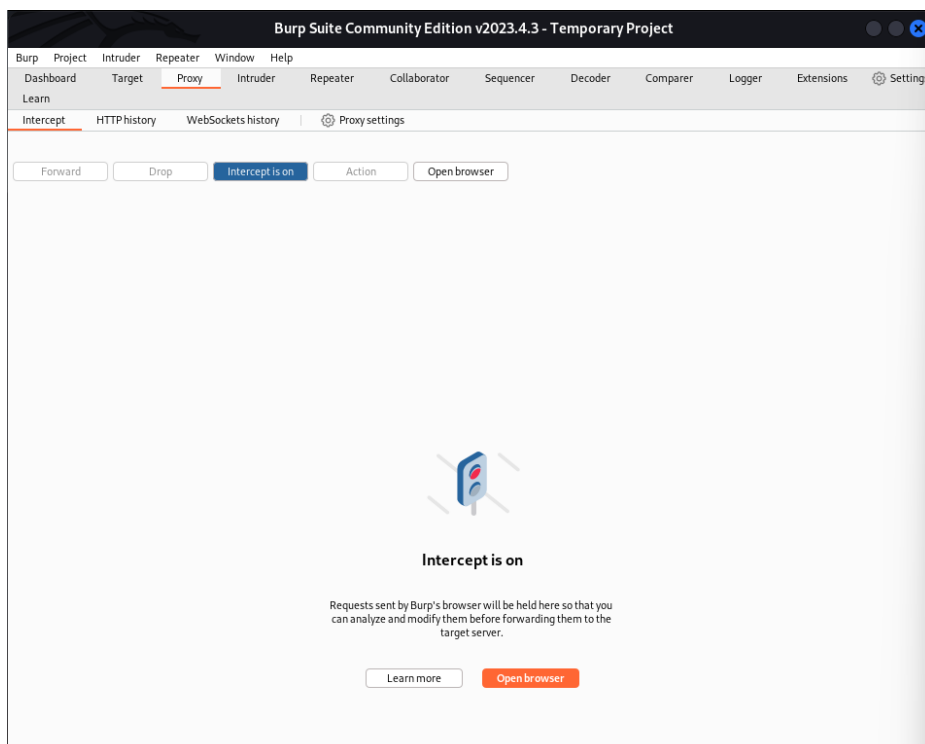 Burp Suite Community Edition v2023.4.3 - Temporary Project
Burp Project Intruder Repeater Window Help
Dashboard Target Proxy Intruder Repeater Collaborator Sequencer Decoder Comparer Logger Extensions Setting
Learn
Intercept HTTP history WebSockets history Proxy settings
Forward Drop Intercept is on Action Open browser
Intercept is on
Requests sent by Burp's browser will be held here so that you
can analyze and modify them before forwarding them to the
target server.
Learn more Open browser